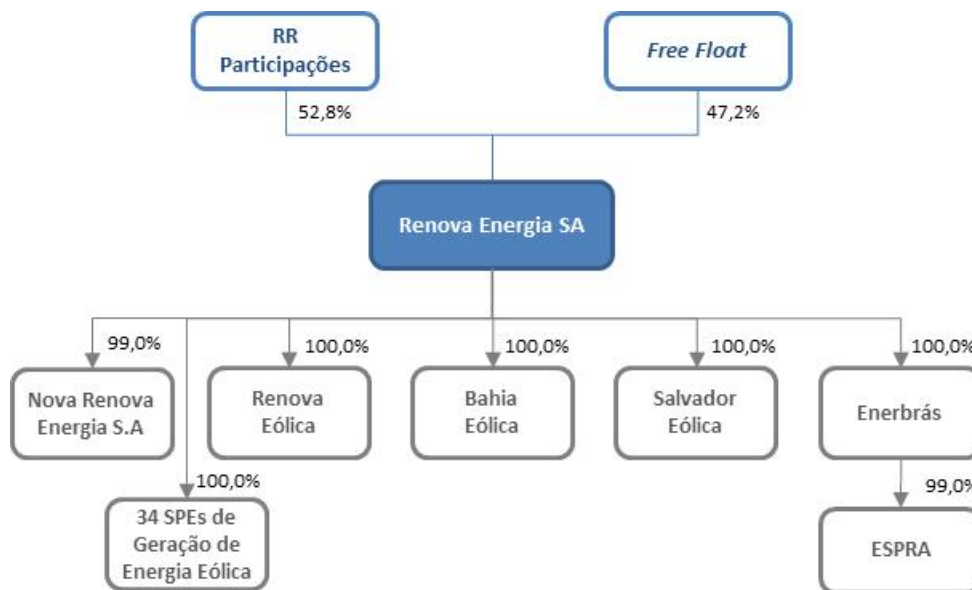 RR
Participações
Free Float
52,8%
47,2%
Renova Energia SA
99,0%
100,0%
100,0%
100,0%
100,0%
Nova Renova
Energia S.A
Renova
Eólica
Bahia
Eólica
Salvador
Eólica
Enerbrás
100,0%
99,0%
34 SPEs de
Geração de
Energia Eólica
ESPRA